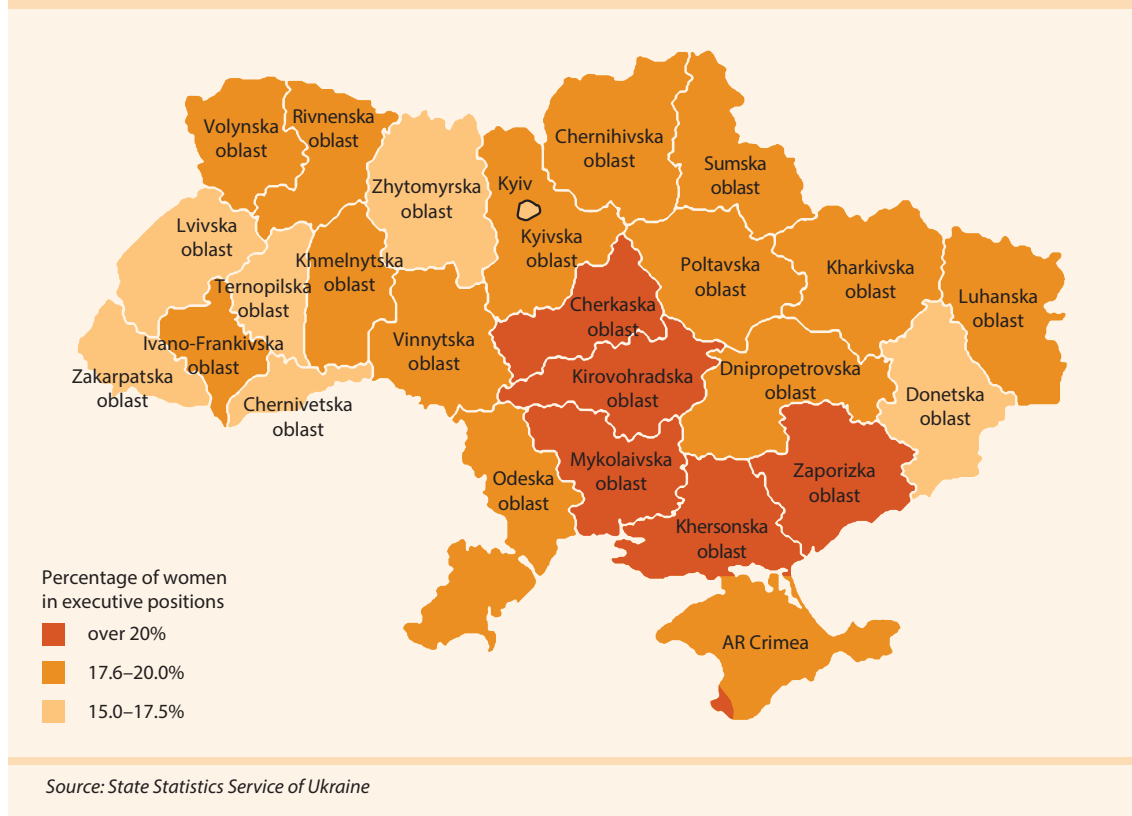 Volynska
oblast
Rivnenska
oblast
Zhytomyrska
oblast
Kyiv
Kyivska
oblast
Chernihivska
oblast
Sumska
oblast
Lvivska
oblast
Ternopilska
oblast
Khmelnytska
oblast
Ivano-Frankivska
oblast
Zakarpatska
oblast
Chernivetska
oblast
Vinnytska
oblast
Cherkaska
oblast
Poltavska
oblast
Kharkivska
oblast
Luhanska
oblast
Kirovohradska
oblast
Dnipropetrovska
oblast
Donetska
oblast
Odeska
oblast
Mykolaivska
oblast
Zaporizka
oblast
Khersonska
oblast
AR Crimea
Percentage of women
in executive positions
over 20%
17.6–20.0%
15.0–17.5%
Source: State Statistics Service of Ukraine